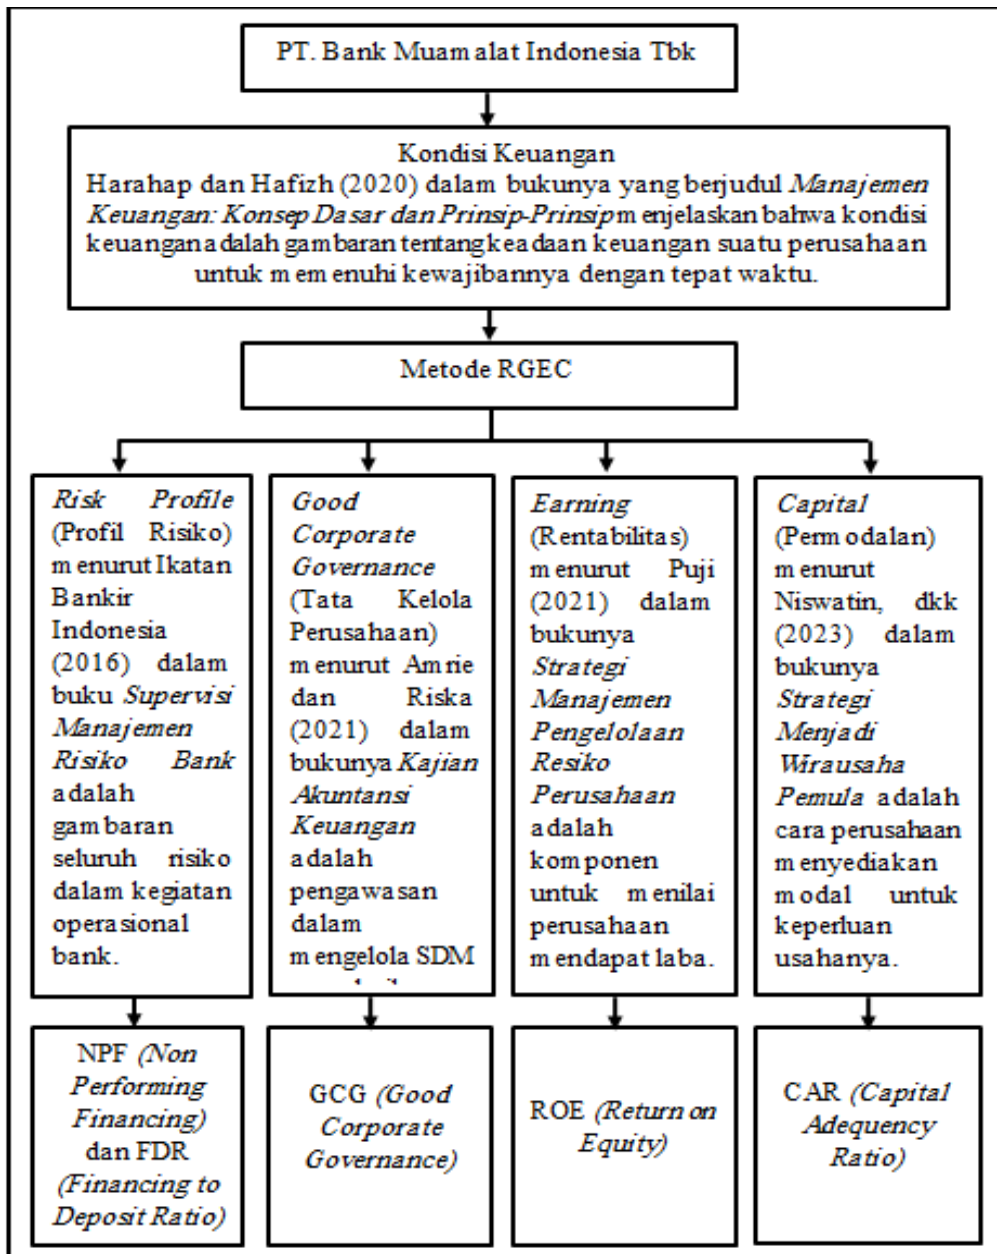 PT. Bank Muamalat Indonesia Tbk
Kondisi Keuangan
Harahap dan Hafizh (2020) dalam bukunya yang berjudul Manajemen
Keuangan: Konsep Dasar dan Prinsip-Prinsip menjelaskan bahwa kondisi
keuangan adalah gambaran tentang keadaan keuangan suatu perusahaan
untuk memenuhi kewajibannya dengan tepat waktu.
Metode RGEC
Risk Profile
(Profil Risiko)
menurut Ikatan
Bankir
Indonesia
(2016) dalam
buku Supervisi
Manajemen
Risiko Bank
adalah
gambaran
seluruh risiko
dalam kegiatan
operasional
bank.
Good
Corporate
Governance
(Tata Kelola
Perusahaan)
menurut Amrie
dan Riska
(2021) dalam
bukunya Kajian
Akuntansi
Keuangan
adalah
pengawasan
dalam
mengelola SDM
Earning
(Rentabilitas)
menurut Puji
(2021) dalam
bukunya
Strategi
Manajemen
Pengelolaan
Resiko
Perusahaan
adalah
komponen
untuk menilai
perusahaan
mendapat laba.
Capital
(Permodalan)
menurut
Niswatin, dkk
(2023) dalam
bukunya
Strategi
Menjadi
Wirausaha
Pemula adalah
cara perusahaan
menyediakan
modal untuk
keperluan
usahanya.
NPF (Non
Performing
Financing)
dan FDR
(Financing to
Deposit Ratio)
GCG (Good
Corporate
Governance)
ROE (Return on
Equity)
CAR (Capital
Adequency
Ratio)